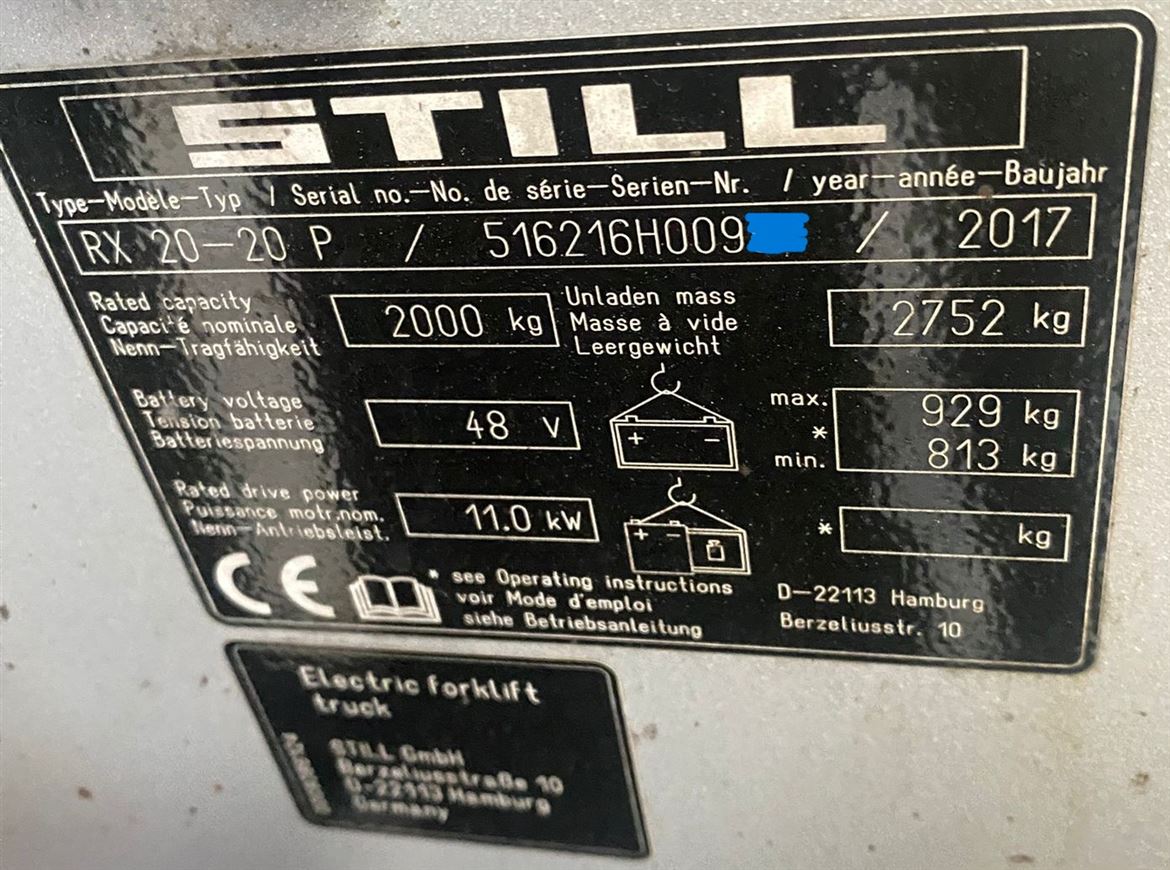 STILL
Type-Modèle-Typ / Serial no.-No. de série-Serien-Nr. / year-année-Baujahr
RX 20-20 P / 516216H009 / 2017
Rated capacity
Capacité nominale
Nenn-Tragfähigkeit
2000 kg
Unladen mass
Masse à vide
Leergewicht
2752 kg
Battery voltage
Tension batterie
Batteriespannung
48 V
+ -
max. 929 kg
*
min. 813 kg
Rated drive power
Puissance motr.nom.
Nenn-Antriebsleist.
11.0 kW
+ -
* kg
CE
* see Operating instructions
voir Mode d'emploi
siehe Betriebsanleitung
D-22113 Hamburg
Berzeliusstr. 10
Electric forklift
truck
STILL GmbH
Berzeliusstraße 10
D-22113 Hamburg
Germany